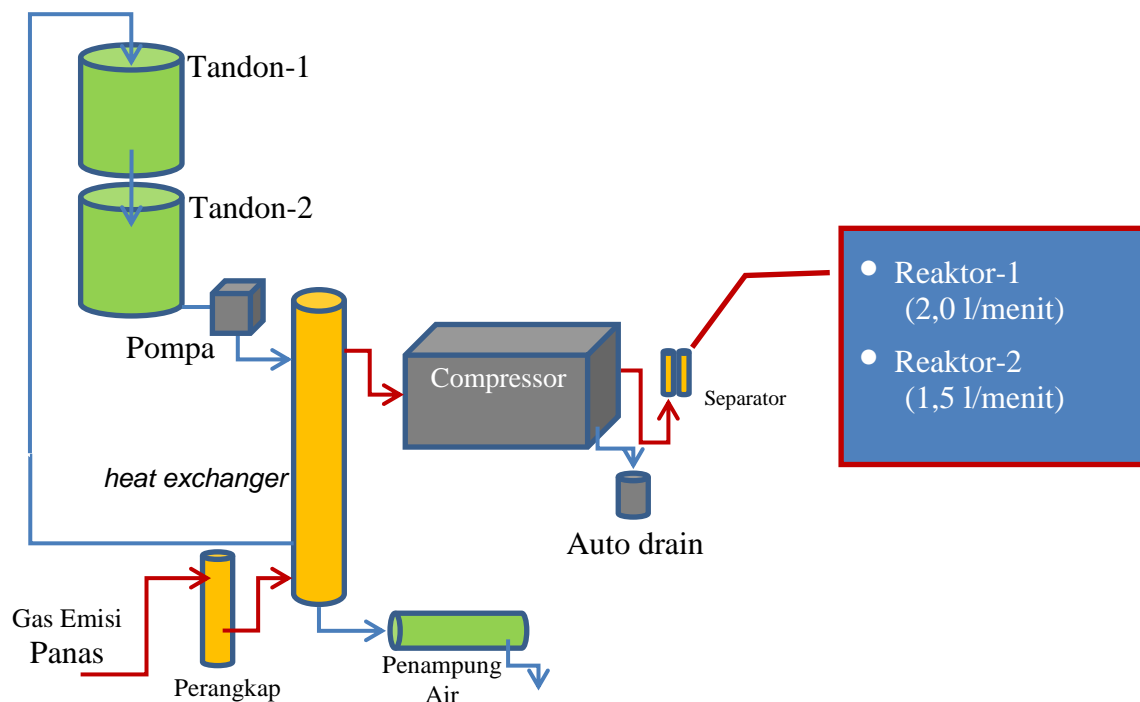 Tandon-1
Tandon-2
Pompa
heat exchanger
Gas Emisi
Panas
Perangkap
Compressor
Separator
Auto drain
Penampung
Air
• Reaktor-1
(2,0 l/menit)
• Reaktor-2
(1,5 l/menit)